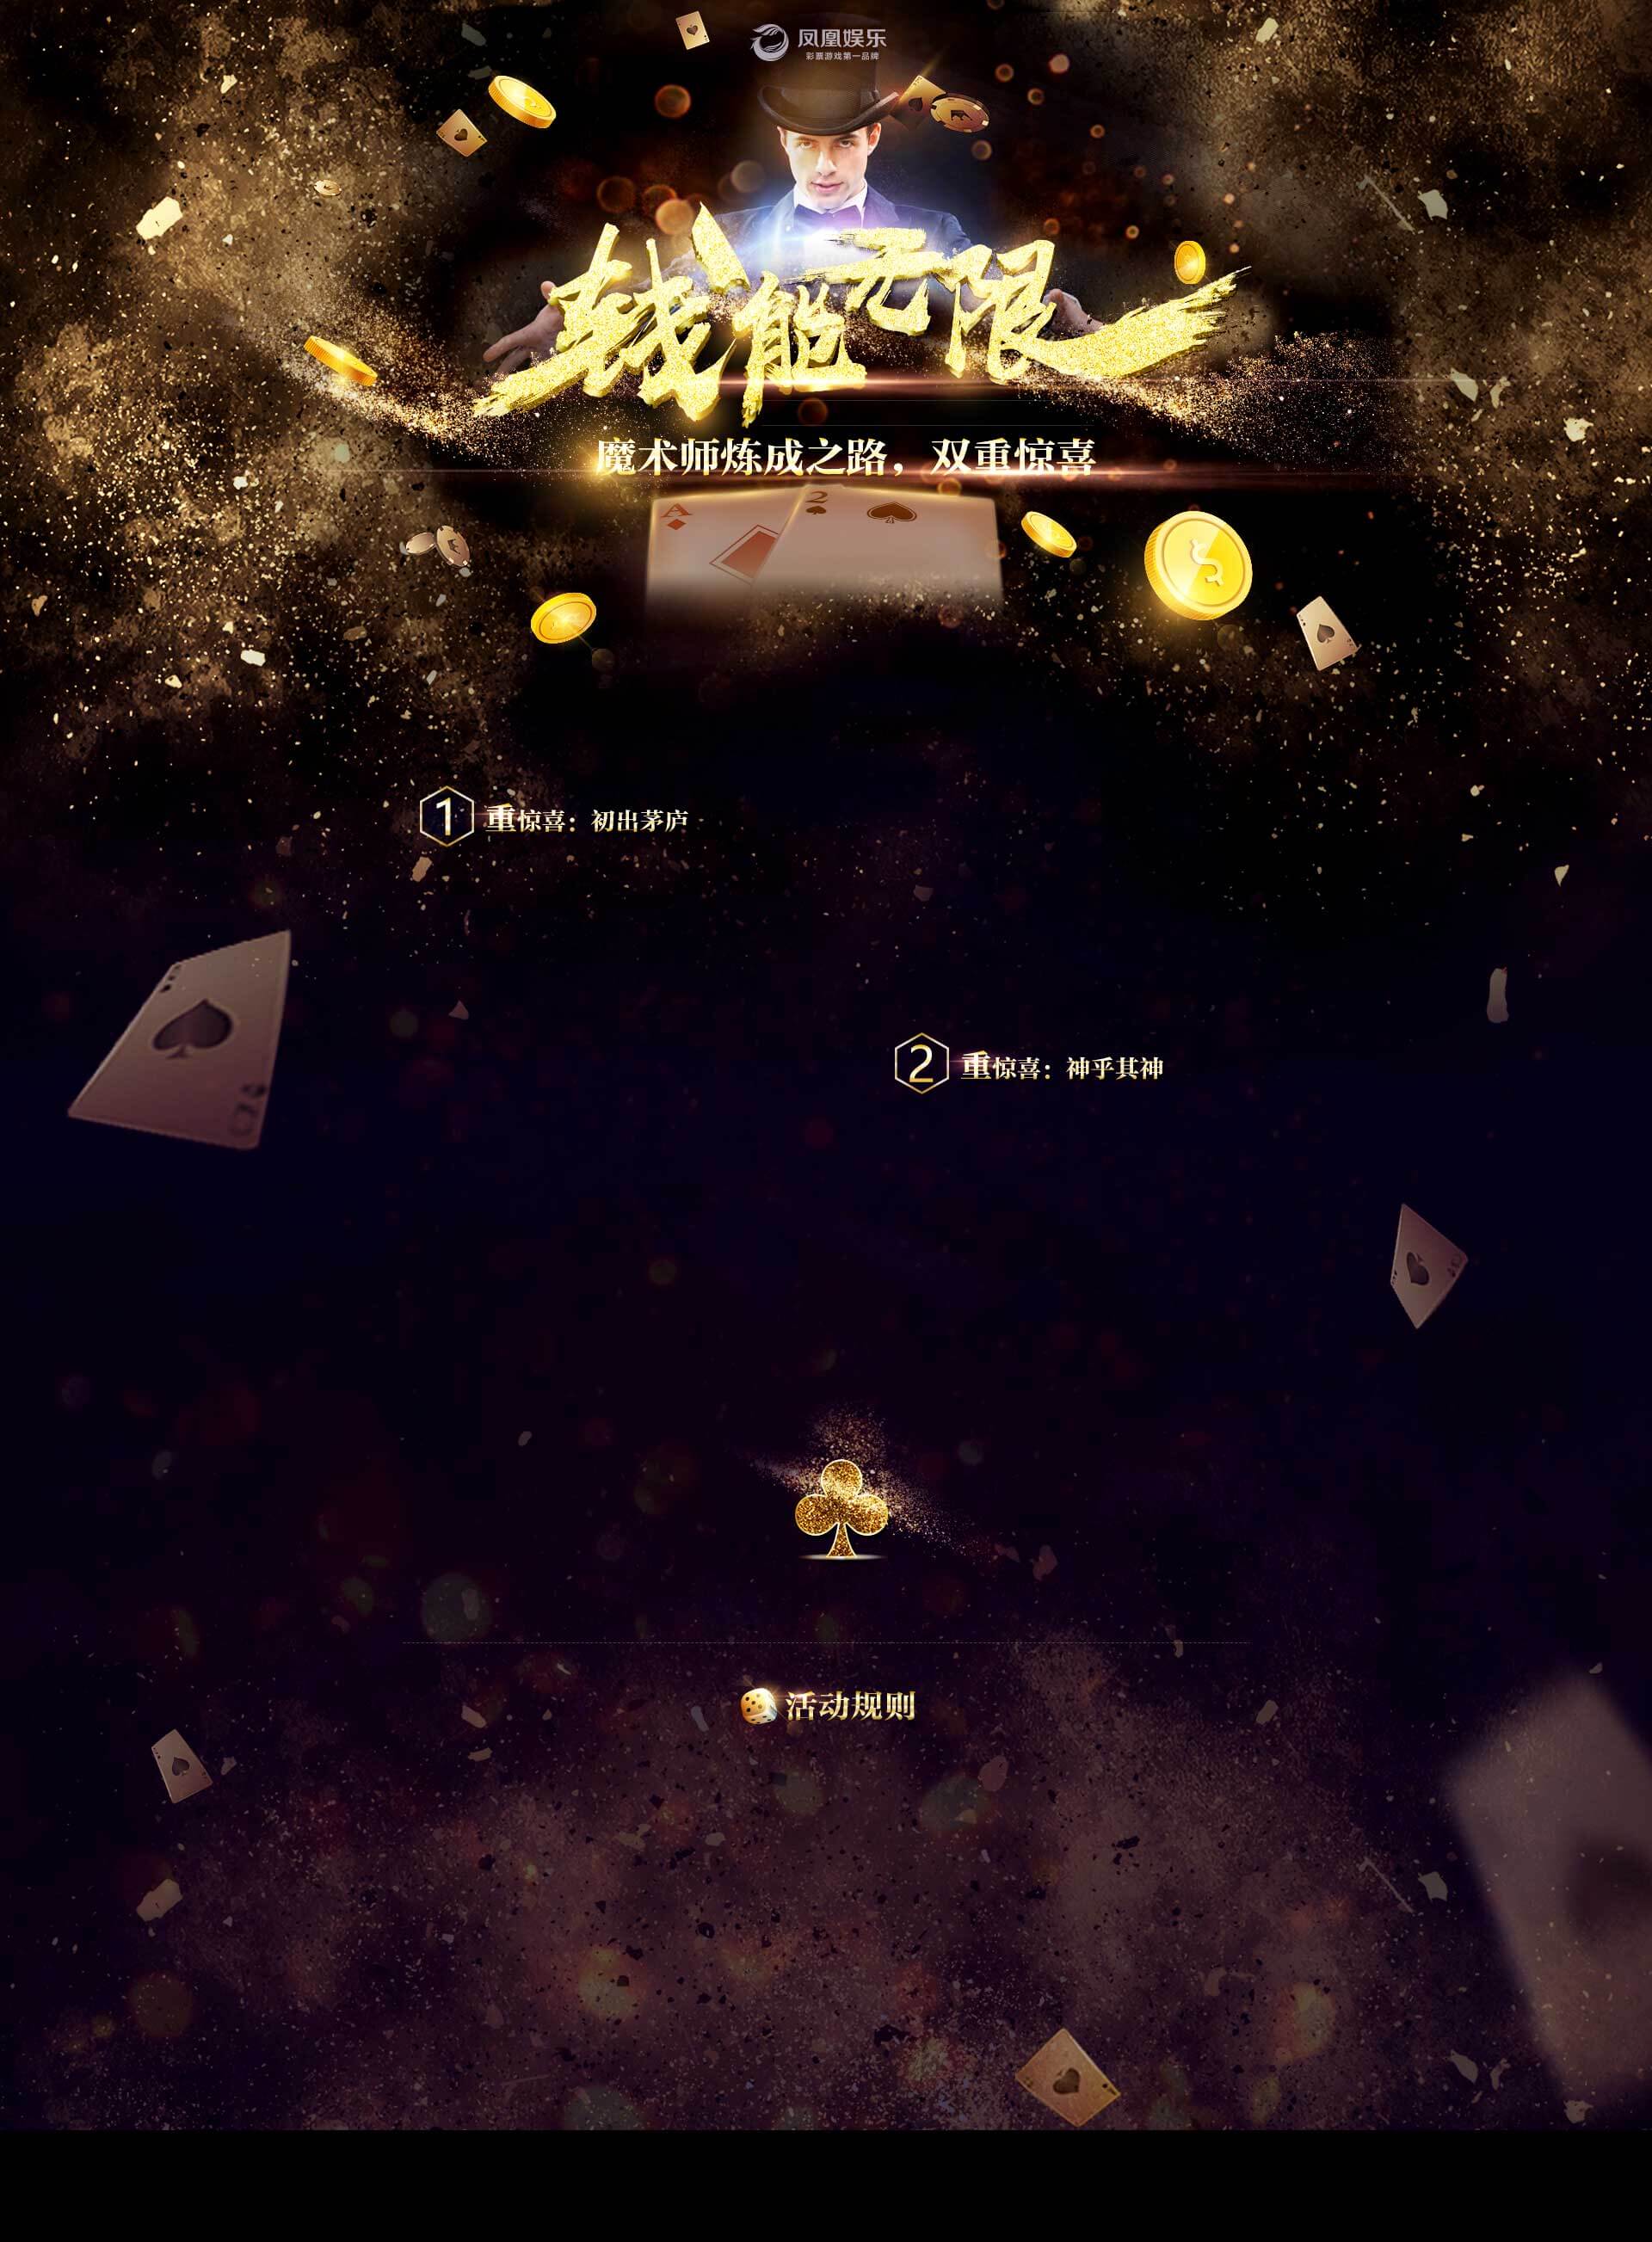 凤凰娱乐
彩票游戏第一品牌
钱能无限
魔术师炼成之路，双重惊喜
A
2
1 重惊喜：初出茅庐
2 重惊喜：神乎其神
活动规则